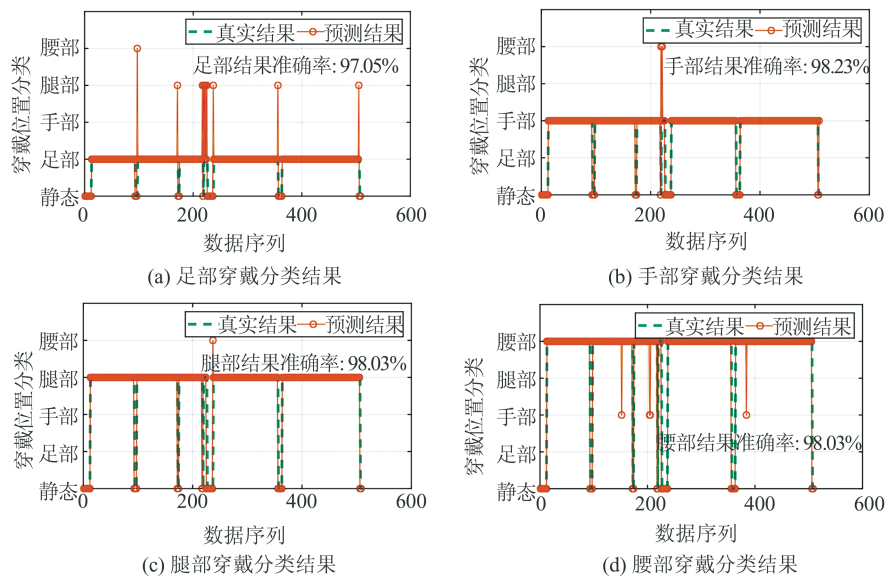 真实结果 预测结果
足部结果准确率: 97.05%
穿戴位置分类
腰部
腿部
手部
足部
静态
0 200 400 600
数据序列
(a) 足部穿戴分类结果
真实结果 预测结果
手部结果准确率: 98.23%
穿戴位置分类
腰部
腿部
手部
足部
静态
0 200 400 600
数据序列
(b) 手部穿戴分类结果
真实结果 预测结果
腿部结果准确率: 98.03%
穿戴位置分类
腰部
腿部
手部
足部
静态
0 200 400 600
数据序列
(c) 腿部穿戴分类结果
真实结果 预测结果
腰部结果准确率: 98.03%
穿戴位置分类
腰部
腿部
手部
足部
静态
0 200 400 600
数据序列
(d) 腰部穿戴分类结果